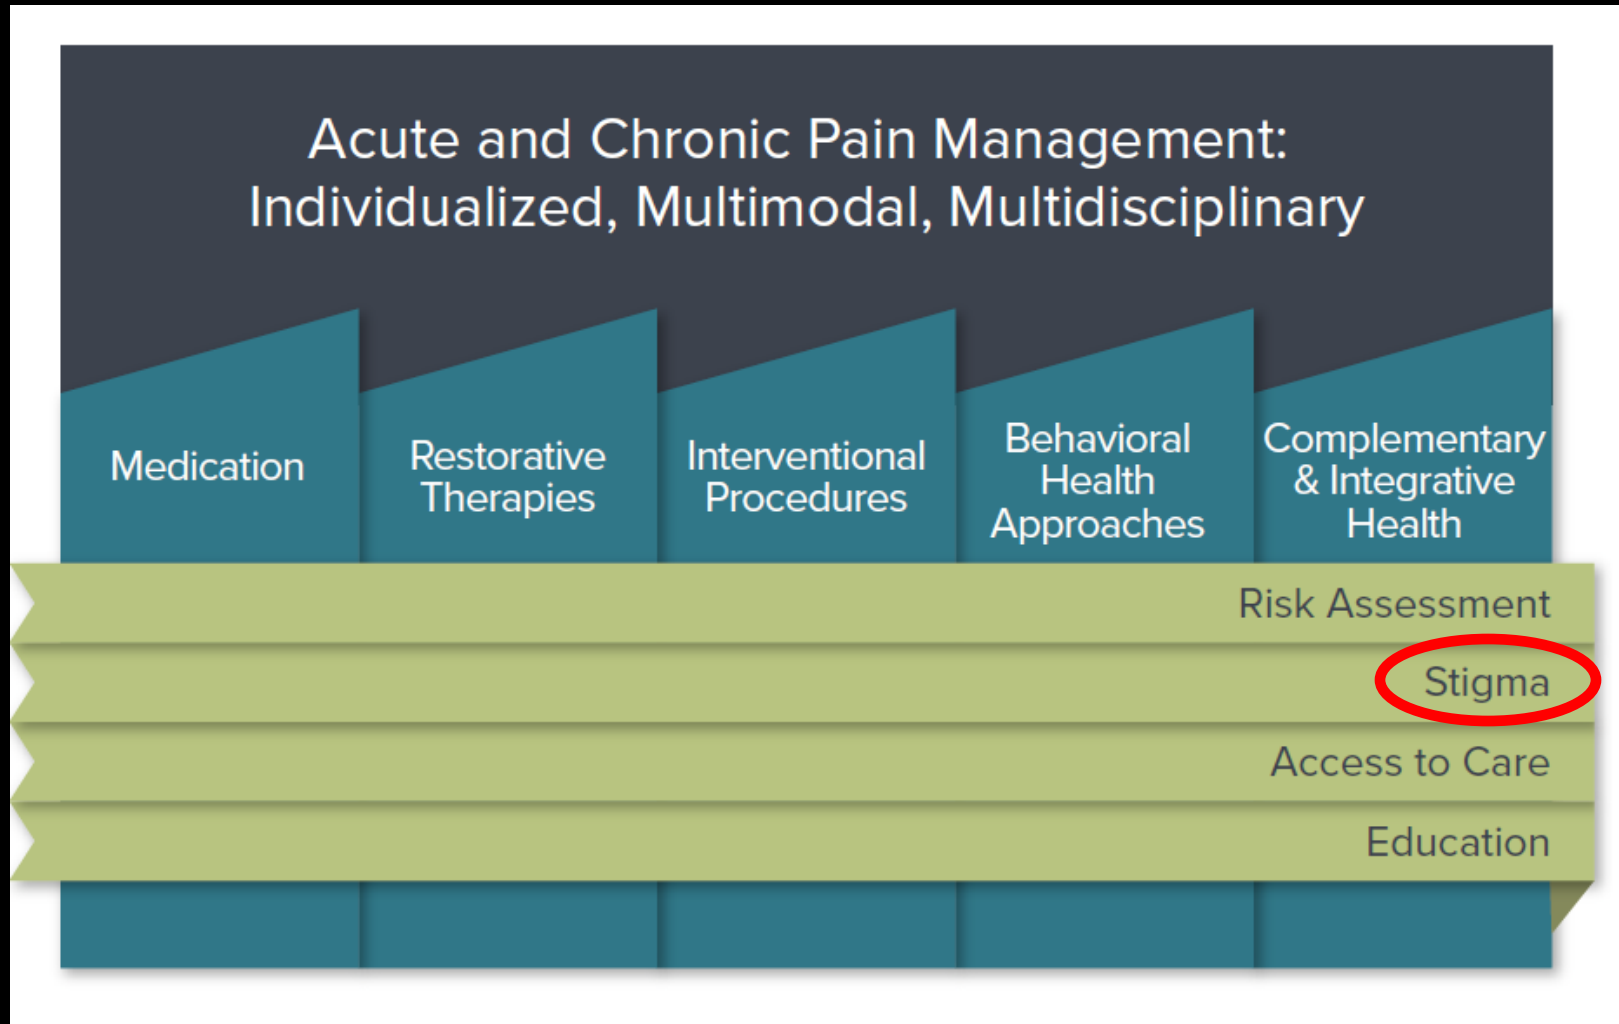 Acute and Chronic Pain Management:
Individualized, Multimodal, Multidisciplinary
Medication
Restorative
Therapies
Interventional
Procedures
Behavioral
Health
Approaches
Complementary
& Integrative
Health
Risk Assessment
Stigma
Access to Care
Education